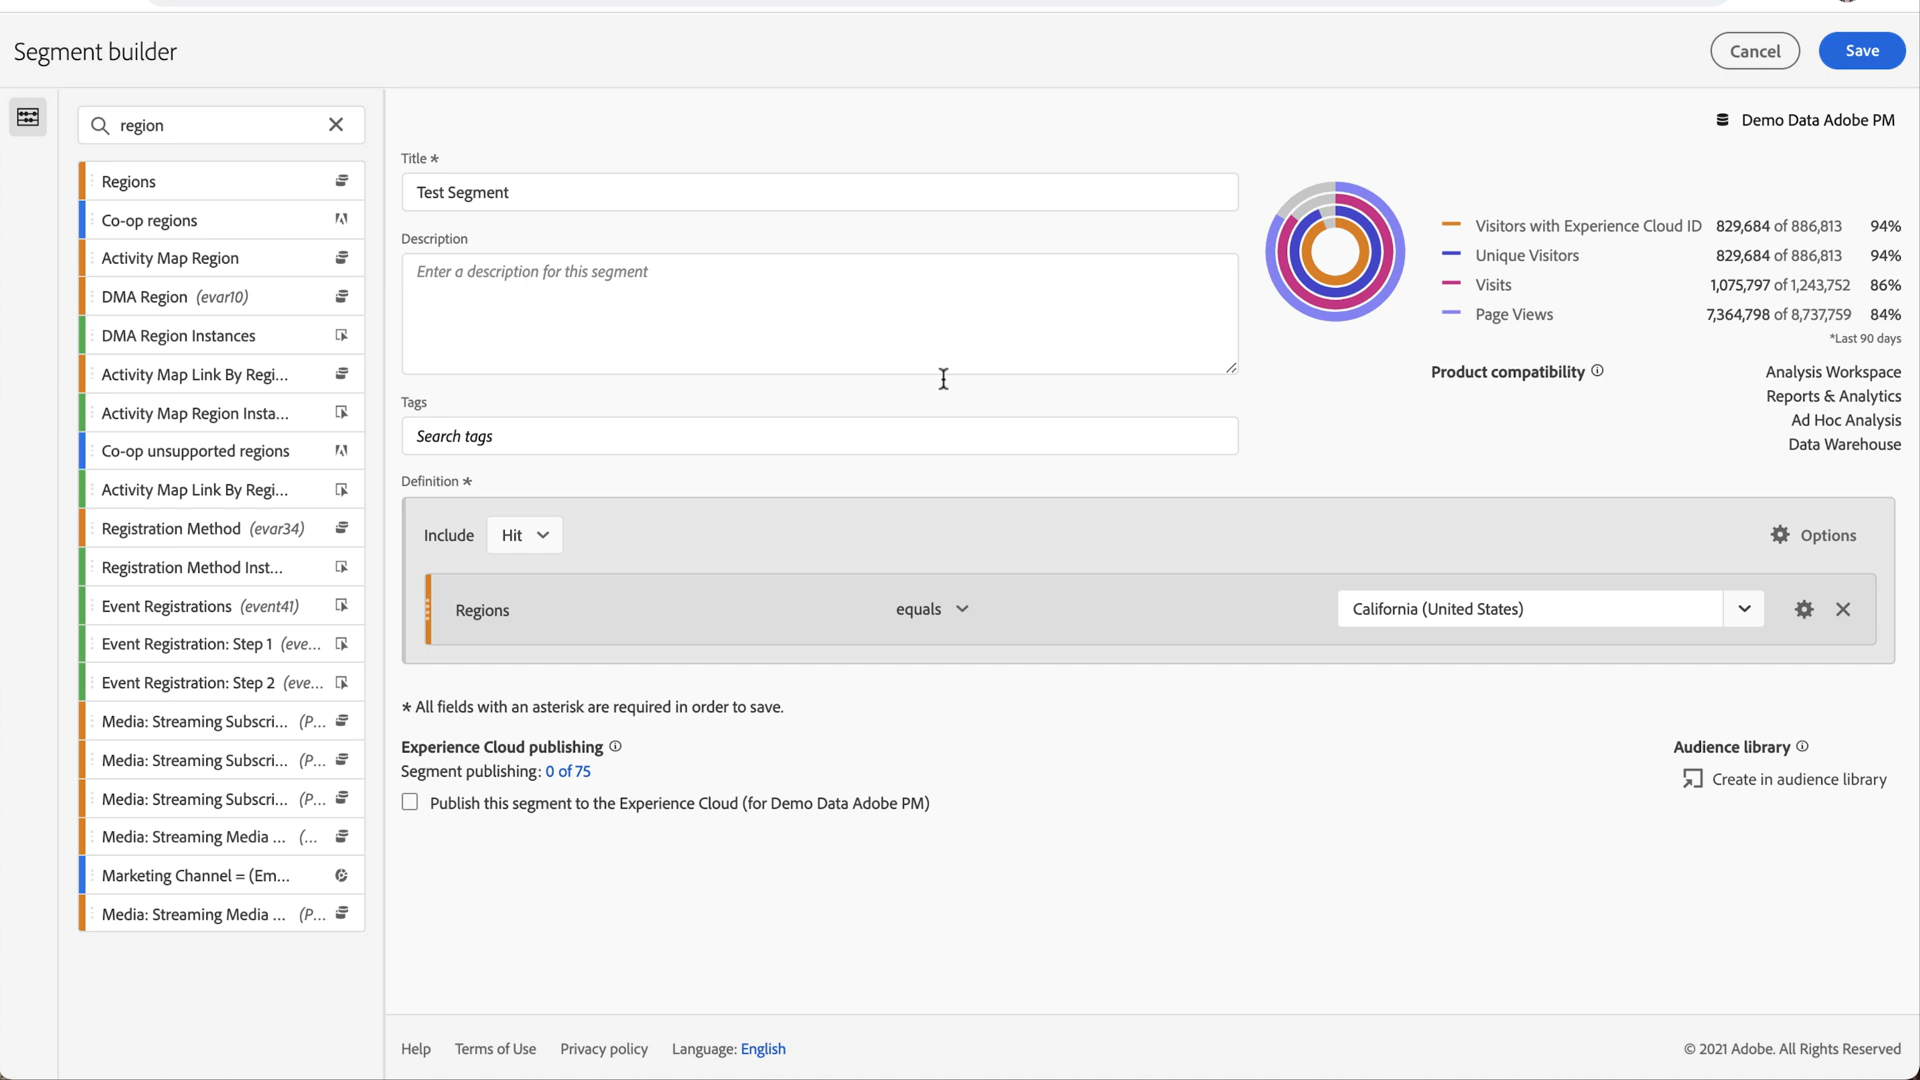 Segment builder
Cancel
Save
region
Demo Data Adobe PM
Regions
Co-op regions
Activity Map Region
DMA Region (evar10)
DMA Region Instances
Activity Map Link By Regi...
Activity Map Region Insta...
Co-op unsupported regions
Activity Map Link By Regi...
Registration Method (evar34)
Registration Method Inst...
Event Registrations (event41)
Event Registration: Step 1 (eve...
Event Registration: Step 2 (eve...
Media: Streaming Subscri... (P...
Media: Streaming Subscri... (P...
Media: Streaming Subscri... (P...
Media: Streaming Media ... (...
Marketing Channel = (Em...
Media: Streaming Media ... (P...
Title *
Test Segment
Description
Enter a description for this segment
Tags
Search tags
Visitors with Experience Cloud ID 829,684 of 886,813 94%
Unique Visitors 829,684 of 886,813 94%
Visits 1,075,797 of 1,243,752 86%
Page Views 7,364,798 of 8,737,759 84%
*Last 90 days
Product compatibility
Analysis Workspace
Reports & Analytics
Ad Hoc Analysis
Data Warehouse
Definition *
Include Hit Options
Regions equals California (United States)
* All fields with an asterisk are required in order to save.
Experience Cloud publishing
Segment publishing: 0 of 75
Publish this segment to the Experience Cloud (for Demo Data Adobe PM)
Audience library
Create in audience library
Help Terms of Use Privacy policy Language: English
© 2021 Adobe. All Rights Reserved